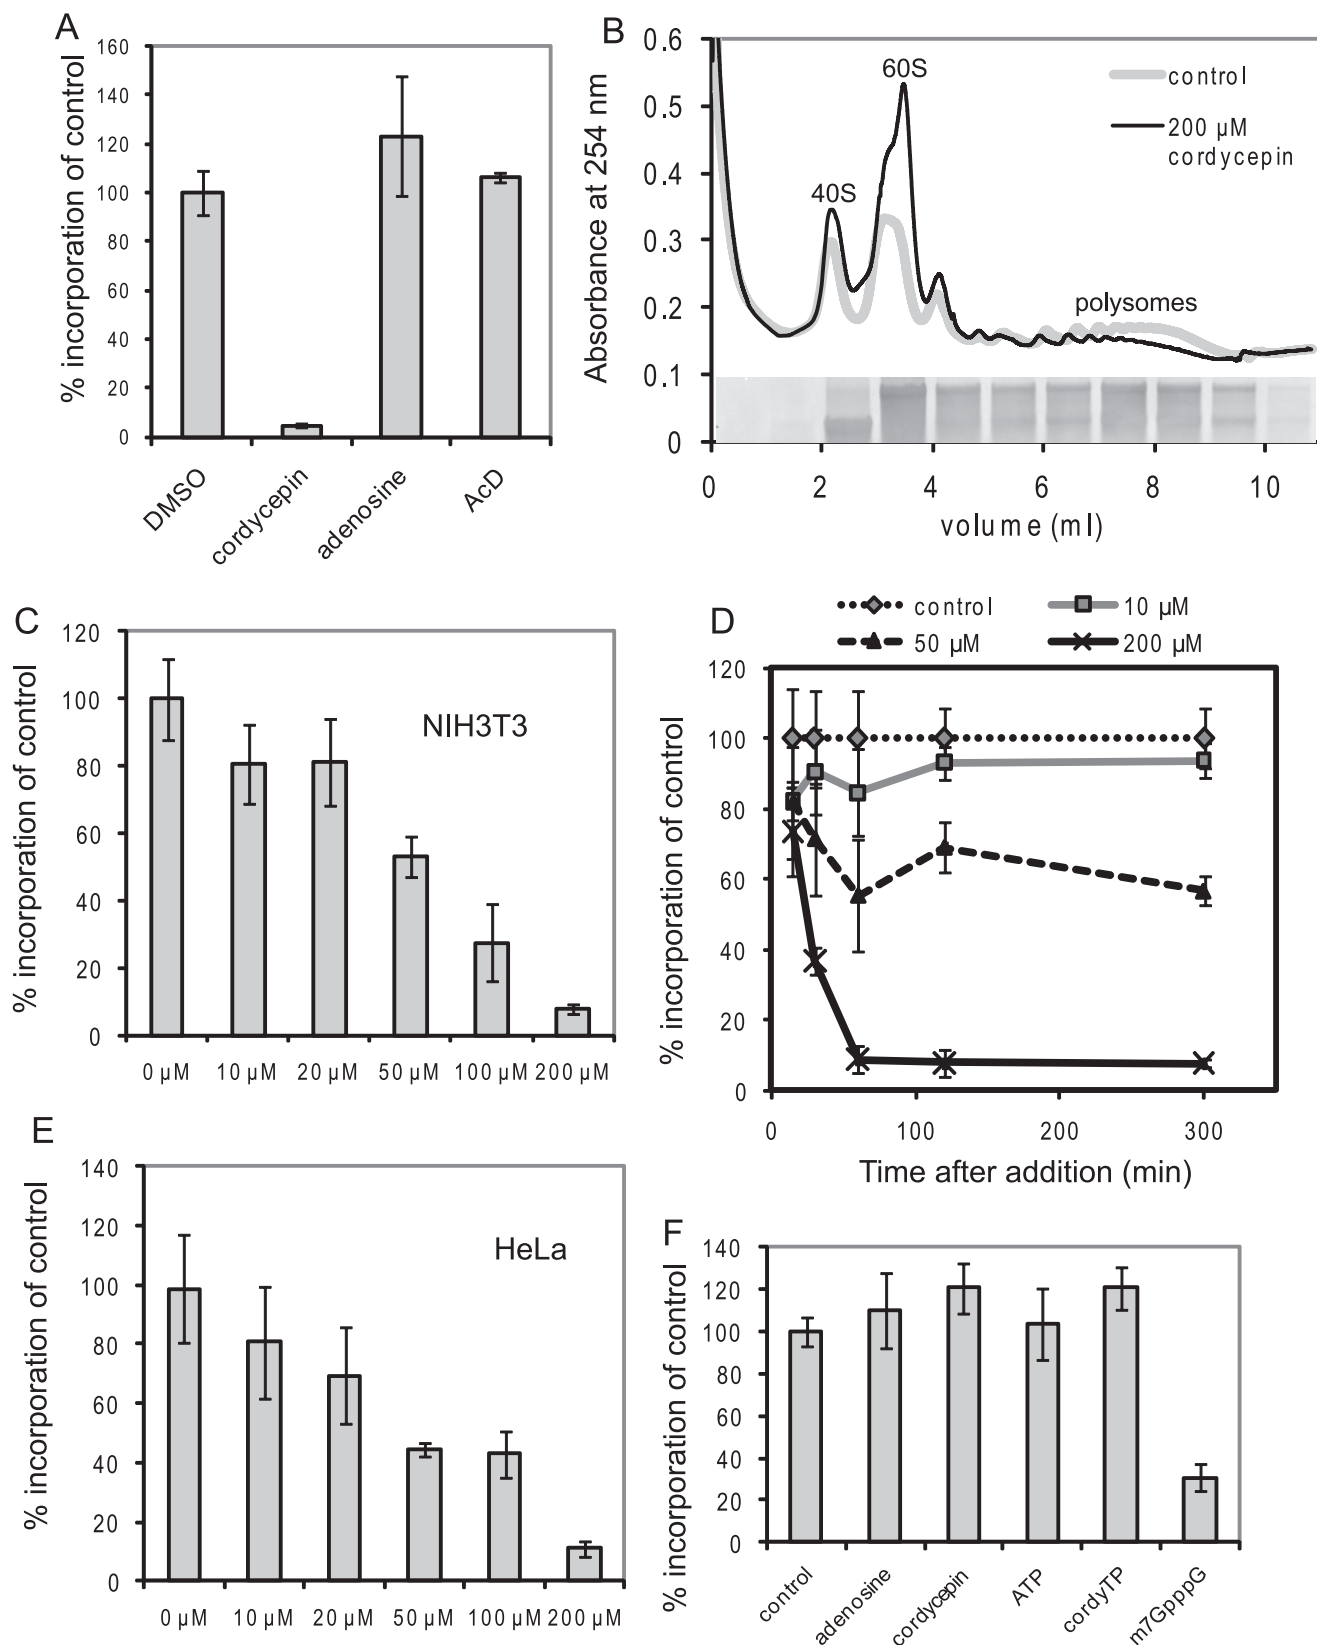 A
% incorporation of control
160
140
120
100
80
60
40
20
0
DMSO
cordycepin
adenosine
AcD
B
Absorbance at 254 nm
0.6
0.5
0.4
0.3
0.2
0.1
0
60S
40S
polysomes
control
200 µM
cordycepin
0 2 4 6 8 10
volume (ml)
C
% incorporation of control
120
100
80
60
40
20
0
NIH3T3
0 µM 10 µM 20 µM 50 µM 100 µM 200 µM
D
control 10 µM
50 µM 200 µM
% incorporation of control
120
100
80
60
40
20
0
0 100 200 300
Time after addition (min)
E
% incorporation of control
140
120
100
80
60
40
20
0
HeLa
0 µM 10 µM 20 µM 50 µM 100 µM 200 µM
F
% incorporation of control
140
120
100
80
60
40
20
0
control
adenosine
cordycepin
ATP
cordyTP
m7GpppG